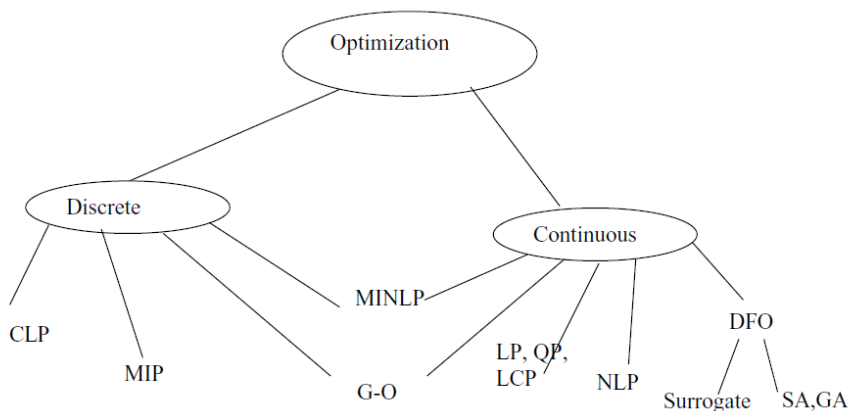 Optimization
Discrete
Continuous
MINLP
CLP
MIP
G-O
LP, QP,
LCP
NLP
DFO
Surrogate
SA,GA